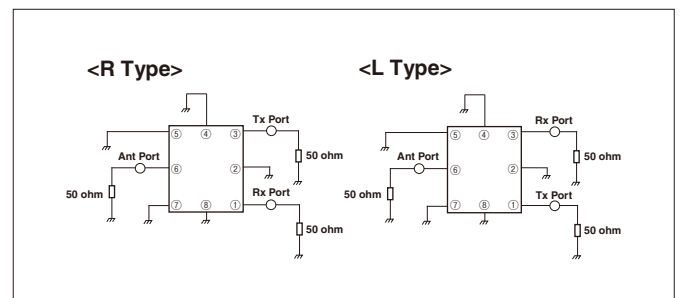 <R Type>
Tx Port
⑤ ④ ③
Ant Port
50 ohm
⑥ ②
50 ohm
Rx Port
⑦ ⑧ ①
50 ohm
<L Type>
Rx Port
⑤ ④ ③
Ant Port
50 ohm
⑥ ②
50 ohm
Tx Port
⑦ ⑧ ①
50 ohm